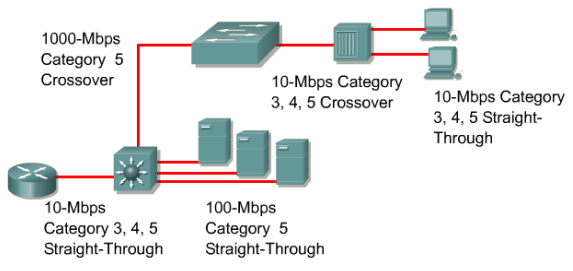 1000-Mbps
Category 5
Crossover
10-Mbps Category
3, 4, 5 Crossover
10-Mbps Category
3, 4, 5 Straight-
Through
10-Mbps
Category 3, 4, 5
Straight-Through
100-Mbps
Category 5
Straight-Through